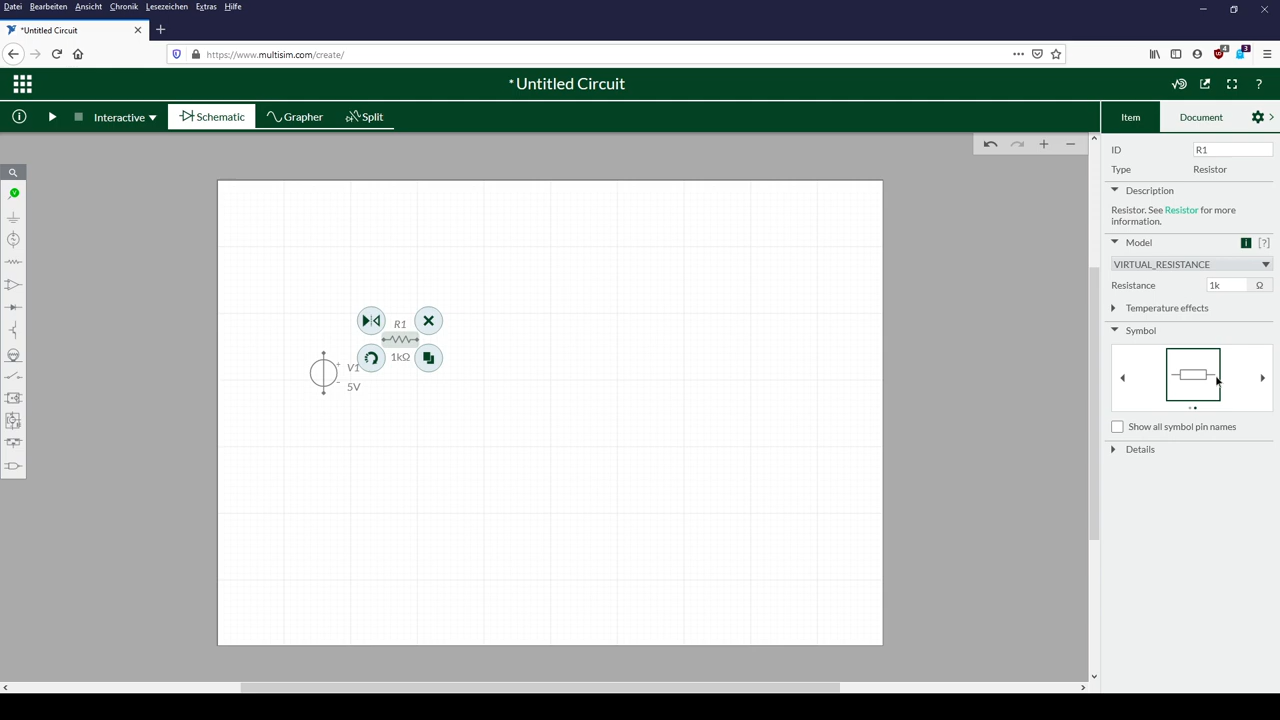 Datei Bearbeiten Ansicht Chronik Lesezeichen Extras Hilfe
*Untitled Circuit
https://www.multisim.com/create/
4
3
*Untitled Circuit
?
Interactive
Schematic
Grapher
Split
Item
Document
ID
R1
Type
Resistor
Description
Resistor. See Resistor for more
information.
Model
i
[?]
VIRTUAL_RESISTANCE
Resistance
1k
Ω
Temperature effects
Symbol
Show all symbol pin names
Details
V
R1
1kΩ
+
V1
-
5V